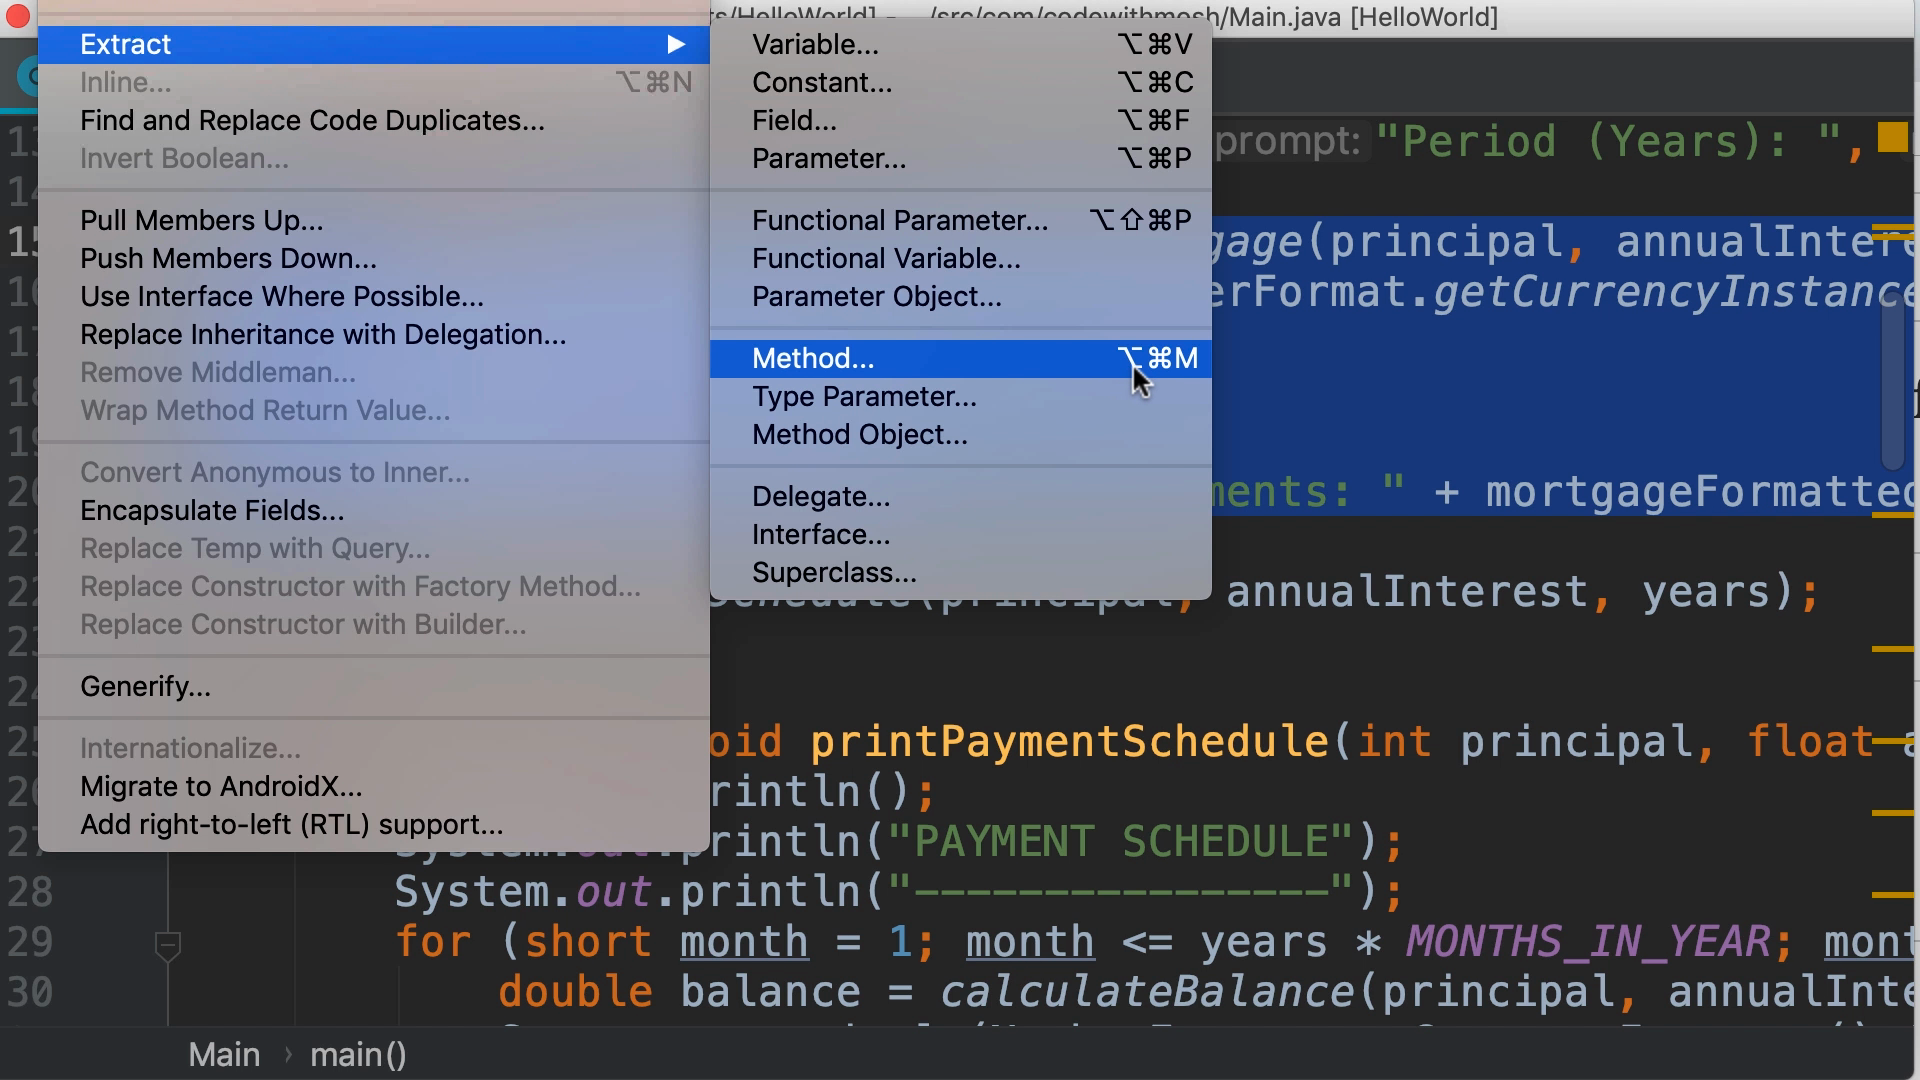 /src/com/codewithmosh/Main.java [HelloWorld]
Extract
Inline... ⌥⌘N
Find and Replace Code Duplicates...
Invert Boolean...
Pull Members Up...
Push Members Down...
Use Interface Where Possible...
Replace Inheritance with Delegation...
Remove Middleman...
Wrap Method Return Value...
Convert Anonymous to Inner...
Encapsulate Fields...
Replace Temp with Query...
Replace Constructor with Factory Method...
Replace Constructor with Builder...
Generify...
Internationalize...
Migrate to AndroidX...
Add right-to-left (RTL) support...
Variable... ⌥⌘V
Constant... ⌥⌘C
Field... ⌥⌘F
Parameter... ⌥⌘P
Functional Parameter... ⌥⇧⌘P
Functional Variable...
Parameter Object...
Method... ⌥⌘M
Type Parameter...
Method Object...
Delegate...
Interface...
Superclass...
prompt: "Period (Years): ",
gage(principal, annualIntere
erFormat.getCurrencyInstance
ments: " + mortgageFormatted
(principal, annualInterest, years);
oid printPaymentSchedule(int principal, float a
rintln();
System.out.println("PAYMENT SCHEDULE");
28 System.out.println("----------------");
29 for (short month = 1; month <= years * MONTHS_IN_YEAR; mont
30 double balance = calculateBalance(principal, annualInte
Main › main()